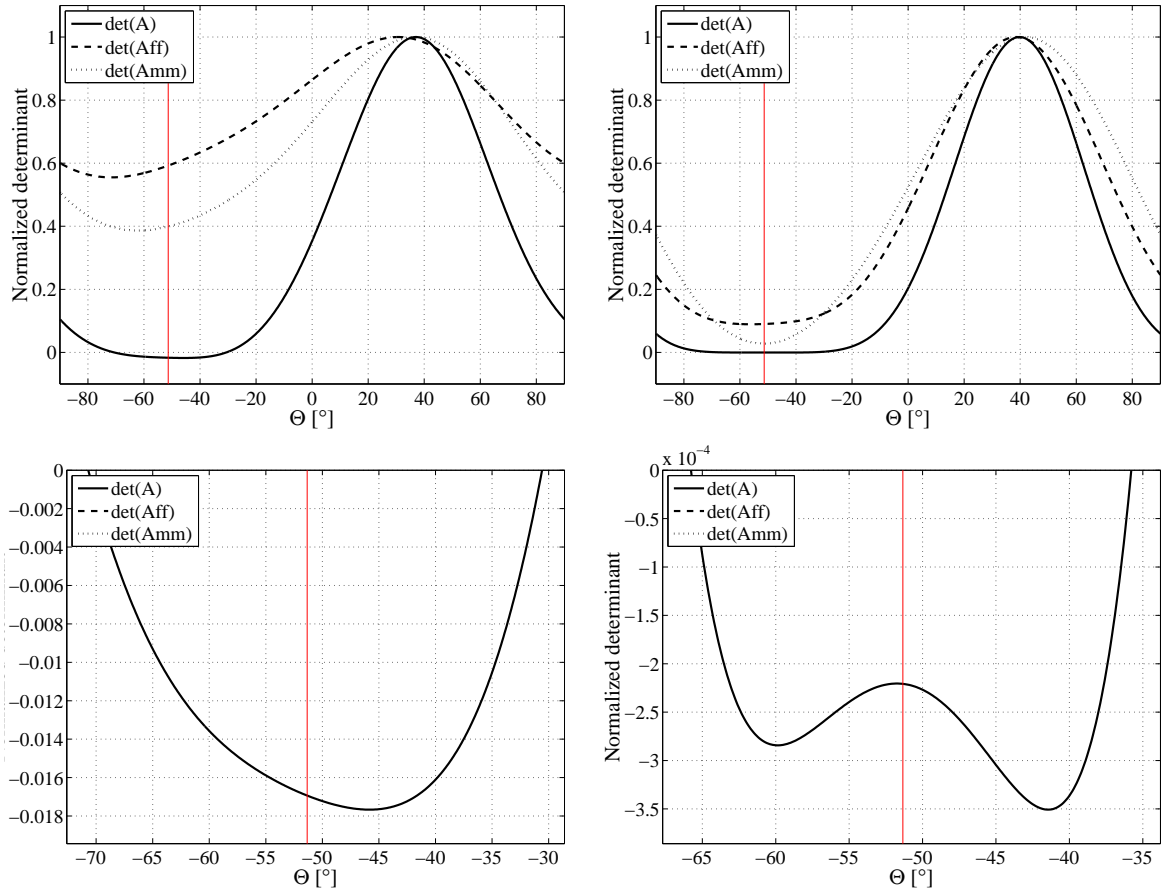 det(A)
det(Aff)
det(Amm)
1
0.8
0.6
0.4
0.2
0
Normalized determinant
−80 −60 −40 −20 0 20 40 60 80
Θ [°]
det(A)
det(Aff)
det(Amm)
1
0.8
0.6
0.4
0.2
0
Normalized determinant
−80 −60 −40 −20 0 20 40 60 80
Θ [°]
det(A)
det(Aff)
det(Amm)
0
−0.002
−0.004
−0.006
−0.008
−0.01
−0.012
−0.014
−0.016
−0.018
−70 −65 −60 −55 −50 −45 −40 −35 −30
Θ [°]
x 10⁻⁴
det(A)
det(Aff)
det(Amm)
0
−0.5
−1
−1.5
−2
−2.5
−3
−3.5
Normalized determinant
−65 −60 −55 −50 −45 −40 −35
Θ [°]